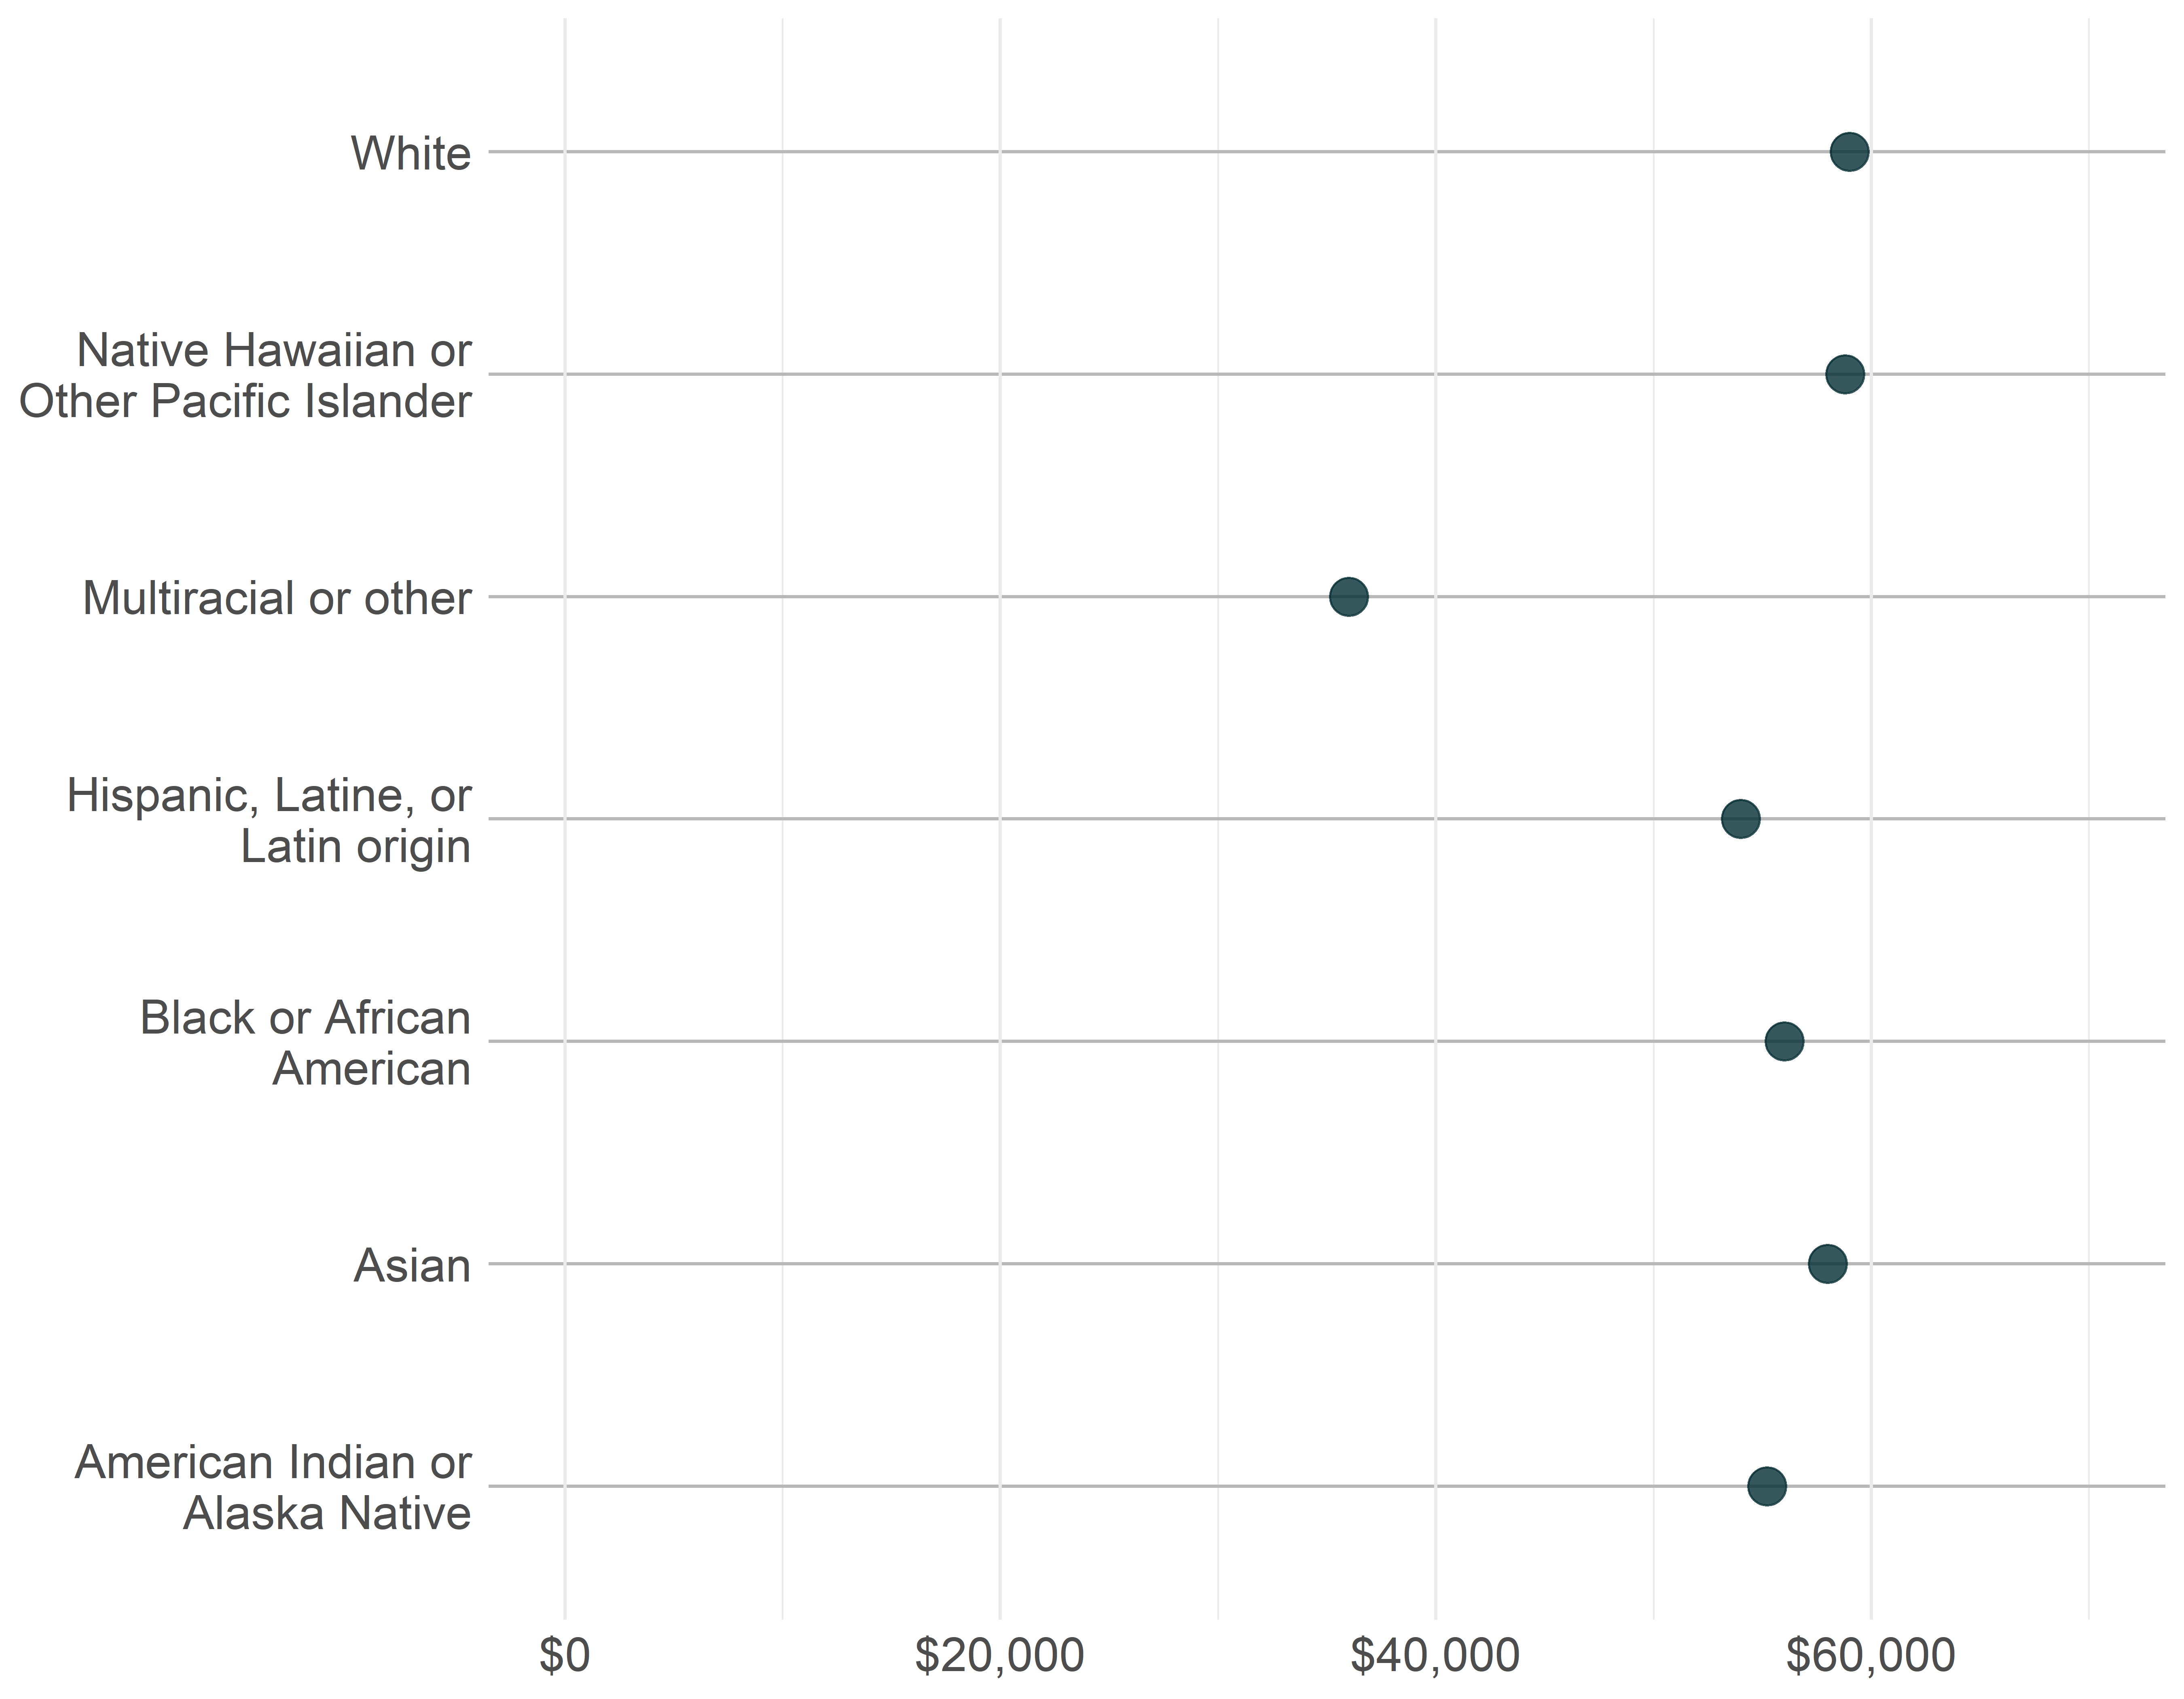 White
Native Hawaiian or
Other Pacific Islander
Multiracial or other
Hispanic, Latine, or
Latin origin
Black or African
American
Asian
American Indian or
Alaska Native
$0
$20,000
$40,000
$60,000